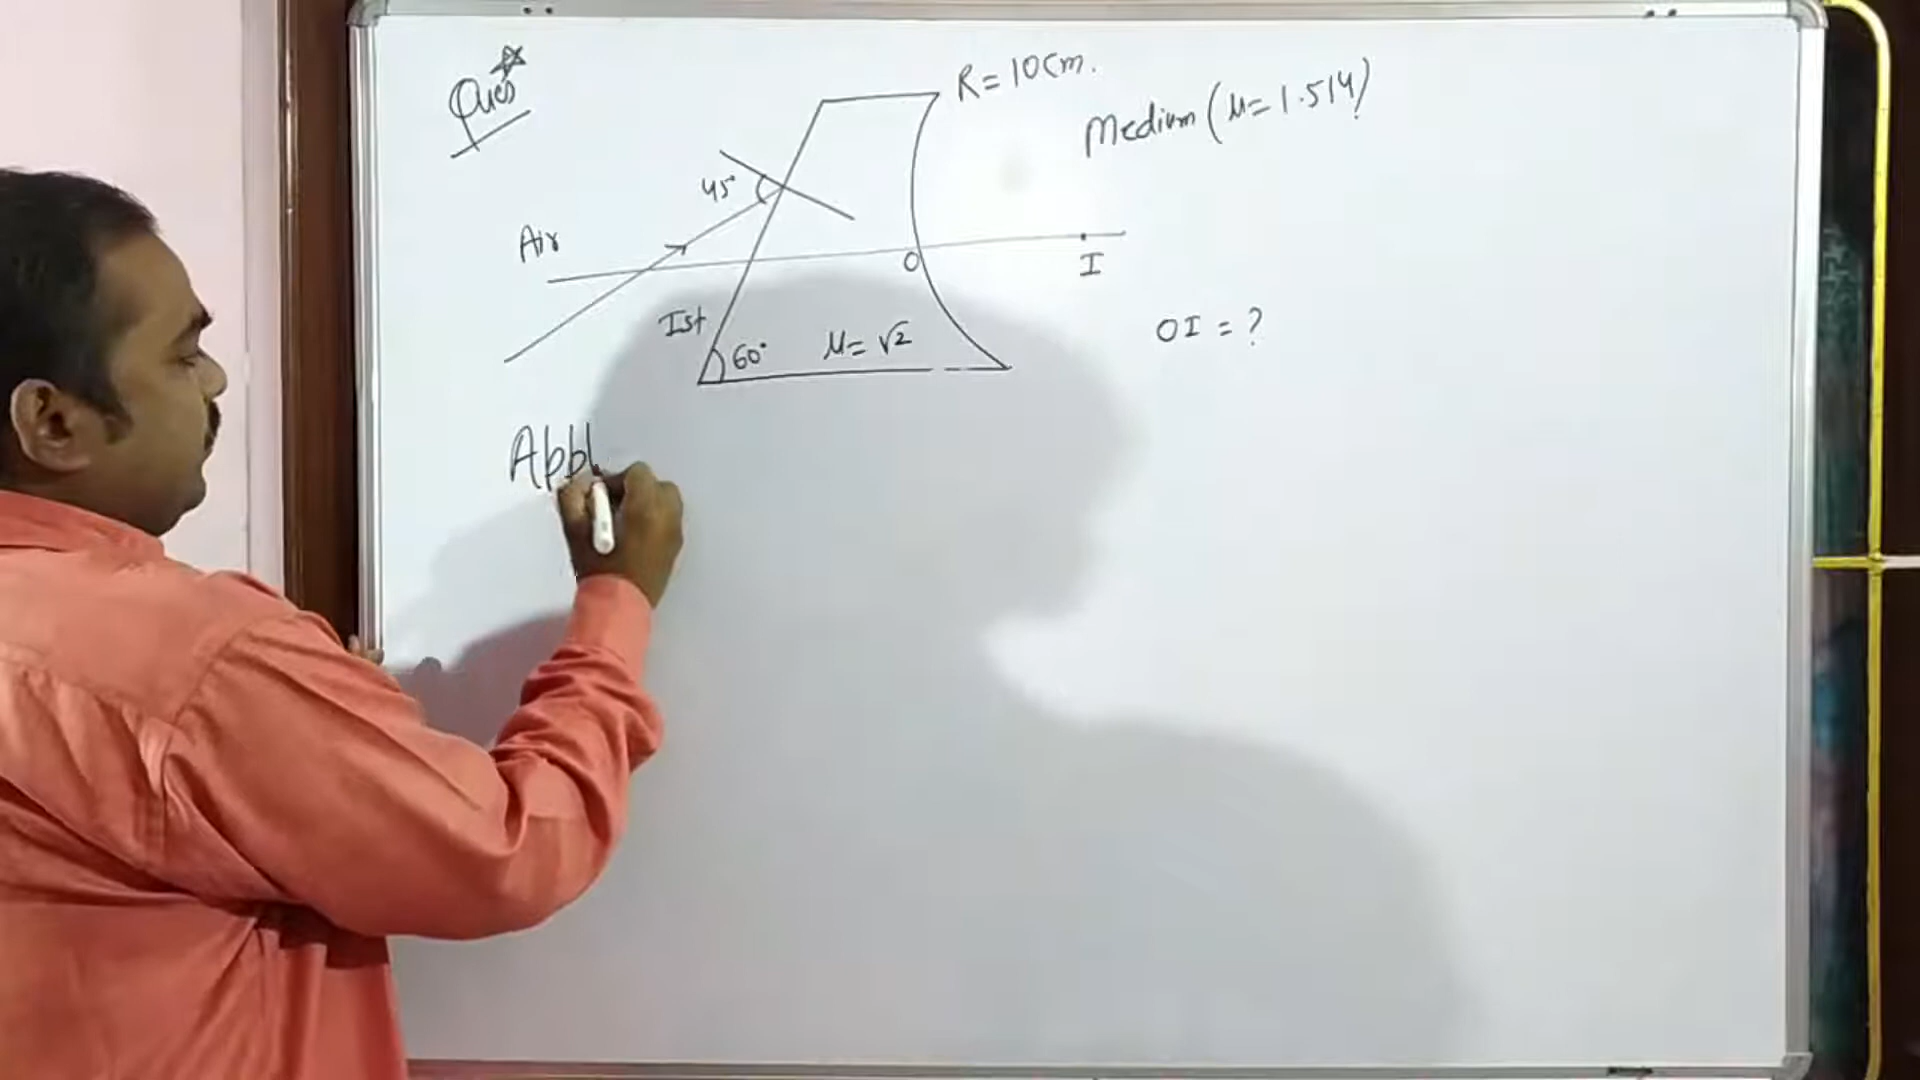 Ques
R = 10cm.
Medium (μ = 1.514)
45°
Air
O
I
Ist
60°
μ = √2
OI = ?
Appl